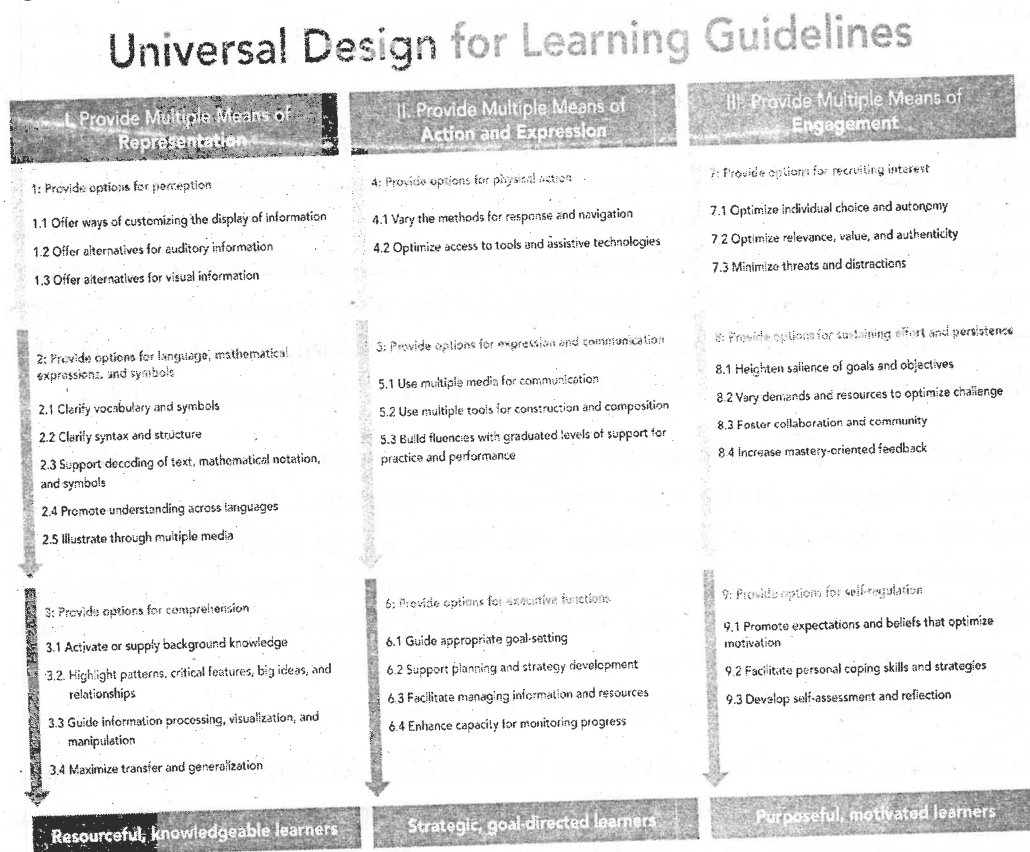 Universal Design for Learning Guidelines
I. Provide Multiple Means of
Representation
1: Provide options for perception
1.1 Offer ways of customizing the display of information
1.2 Offer alternatives for auditory information
1.3 Offer alternatives for visual information
2: Provide options for language, mathematical
expressions, and symbols
2.1 Clarify vocabulary and symbols
2.2 Clarify syntax and structure
2.3 Support decoding of text, mathematical notation,
and symbols
2.4 Promote understanding across languages
2.5 Illustrate through multiple media
3: Provide options for comprehension
3.1 Activate or supply background knowledge
3.2. Highlight patterns, critical features, big ideas, and
relationships
3.3 Guide information processing, visualization, and
manipulation
3.4 Maximize transfer and generalization
Resourceful, knowledgeable learners
II. Provide Multiple Means of
Action and Expression
4: Provide options for physical action
4.1 Vary the methods for response and navigation
4.2 Optimize access to tools and assistive technologies
5: Provide options for expression and communication
5.1 Use multiple media for communication
5.2 Use multiple tools for construction and composition
5.3 Build fluencies with graduated levels of support for
practice and performance
6: Provide options for executive functions
6.1 Guide appropriate goal-setting
6.2 Support planning and strategy development
6.3 Facilitate managing information and resources
6.4 Enhance capacity for monitoring progress
Strategic, goal-directed learners
III. Provide Multiple Means of
Engagement
7: Provide options for recruiting interest
7.1 Optimize individual choice and autonomy
7.2 Optimize relevance, value, and authenticity
7.3 Minimize threats and distractions
8: Provide options for sustaining effort and persistence
8.1 Heighten salience of goals and objectives
8.2 Vary demands and resources to optimize challenge
8.3 Foster collaboration and community
8.4 Increase mastery-oriented feedback
9: Provide options for self-regulation
9.1 Promote expectations and beliefs that optimize
motivation
9.2 Facilitate personal coping skills and strategies
9.3 Develop self-assessment and reflection
Purposeful, motivated learners